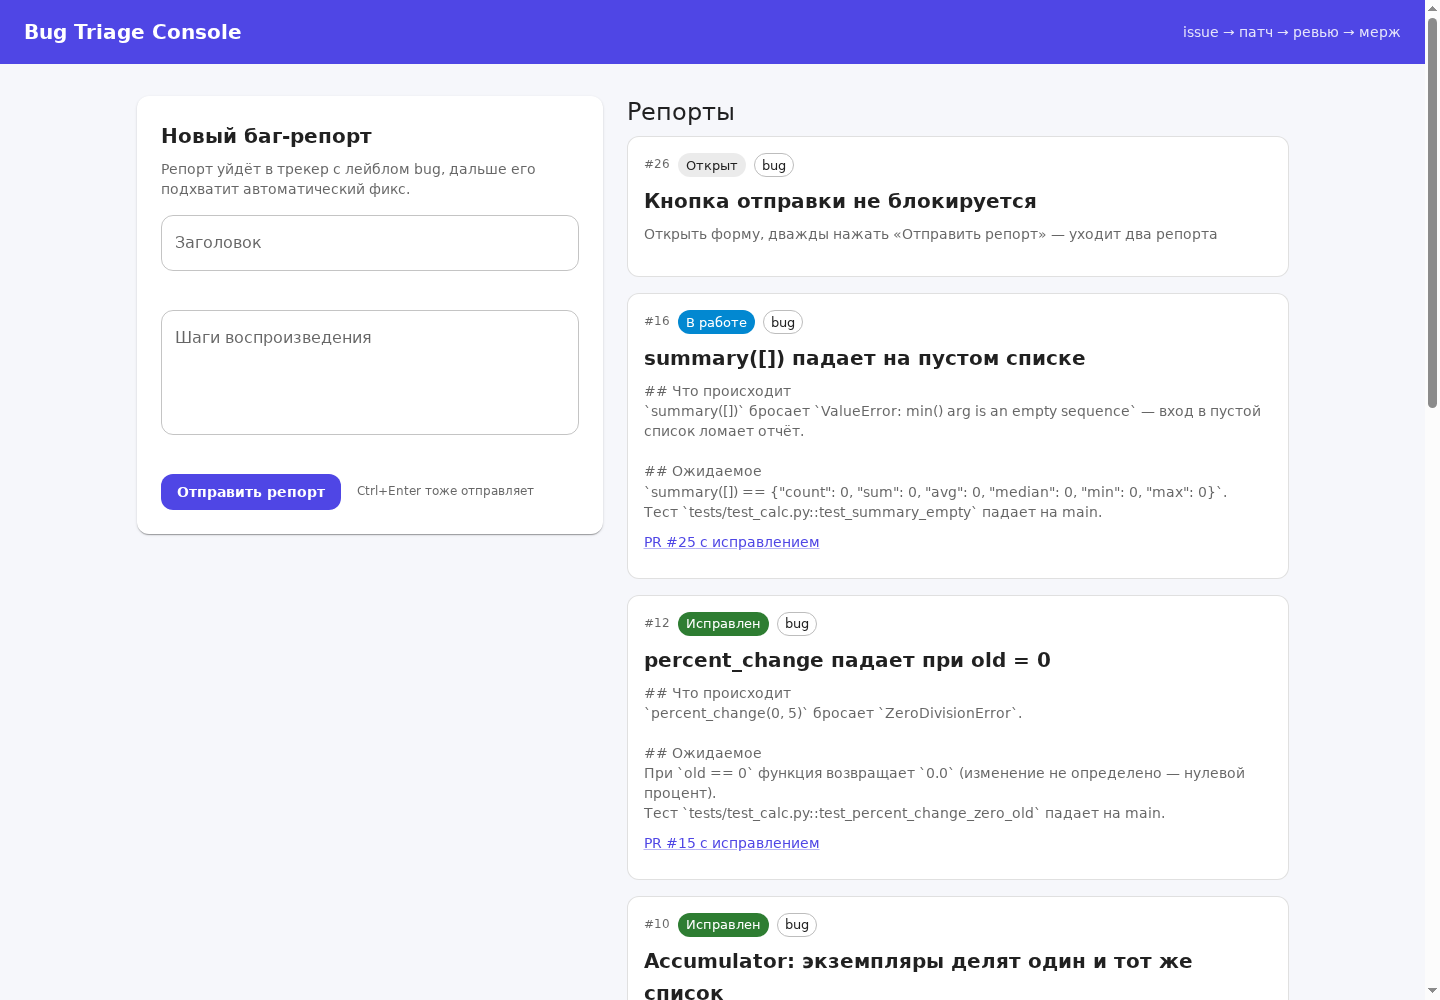 Bug Triage Console
issue → патч → ревью → мерж
Новый баг-репорт
Репорт уйдёт в трекер с лейблом bug, дальше его
подхватит автоматический фикс.
Заголовок
Шаги воспроизведения
Отправить репорт
Ctrl+Enter тоже отправляет
Репорты
#26 Открыт bug
Кнопка отправки не блокируется
Открыть форму, дважды нажать «Отправить репорт» — уходит два репорта
#16 В работе bug
summary([]) падает на пустом списке
## Что происходит
`summary([])` бросает `ValueError: min() arg is an empty sequence` — вход в пустой
список ломает отчёт.
## Ожидаемое
`summary([]) == {"count": 0, "sum": 0, "avg": 0, "median": 0, "min": 0, "max": 0}`.
Тест `tests/test_calc.py::test_summary_empty` падает на main.
PR #25 с исправлением
#12 Исправлен bug
percent_change падает при old = 0
## Что происходит
`percent_change(0, 5)` бросает `ZeroDivisionError`.
## Ожидаемое
При `old == 0` функция возвращает `0.0` (изменение не определено — нулевой
процент).
Тест `tests/test_calc.py::test_percent_change_zero_old` падает на main.
PR #15 с исправлением
#10 Исправлен bug
Accumulator: экземпляры делят один и тот же
список